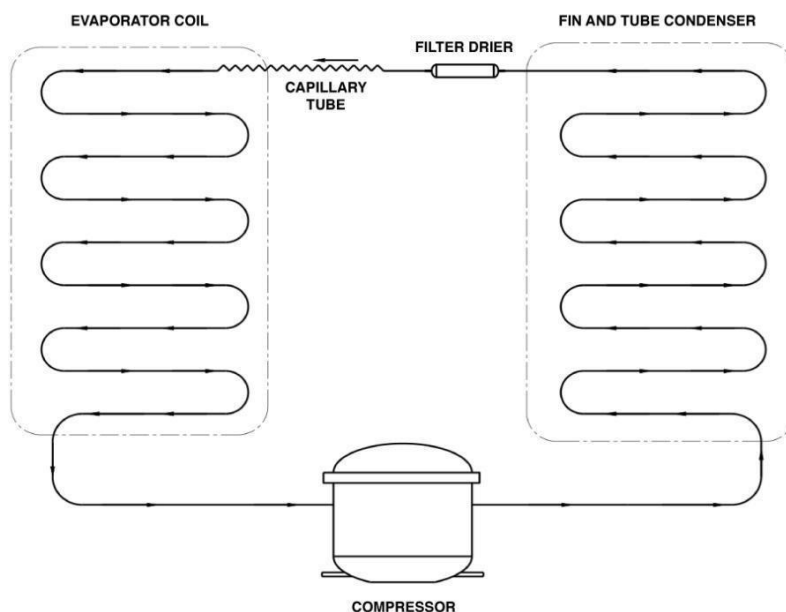 EVAPORATOR COIL
FIN AND TUBE CONDENSER
FILTER DRIER
CAPILLARY
TUBE
COMPRESSOR